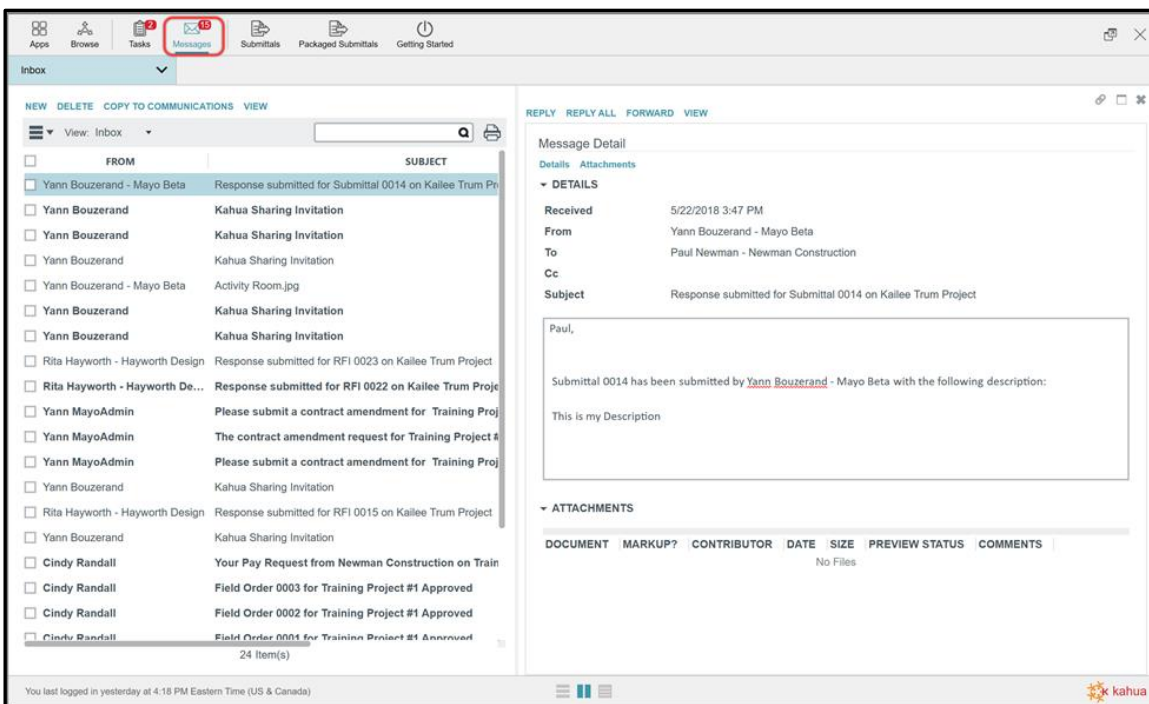 2 15
Apps Browse Tasks Messages Submittals Packaged Submittals Getting Started
Inbox
NEW DELETE COPY TO COMMUNICATIONS VIEW
View: Inbox
FROM SUBJECT
Yann Bouzerand - Mayo Beta Response submitted for Submittal 0014 on Kailee Trum Pr
Yann Bouzerand Kahua Sharing Invitation
Yann Bouzerand Kahua Sharing Invitation
Yann Bouzerand Kahua Sharing Invitation
Yann Bouzerand - Mayo Beta Activity Room.jpg
Yann Bouzerand Kahua Sharing Invitation
Yann Bouzerand Kahua Sharing Invitation
Rita Hayworth - Hayworth Design Response submitted for RFI 0023 on Kailee Trum Project
Rita Hayworth - Hayworth De... Response submitted for RFI 0022 on Kailee Trum Proje
Yann MayoAdmin Please submit a contract amendment for Training Proj
Yann MayoAdmin The contract amendment request for Training Project #
Yann MayoAdmin Please submit a contract amendment for Training Proj
Yann Bouzerand Kahua Sharing Invitation
Rita Hayworth - Hayworth Design Response submitted for RFI 0015 on Kailee Trum Project
Yann Bouzerand Kahua Sharing Invitation
Cindy Randall Your Pay Request from Newman Construction on Train
Cindy Randall Field Order 0003 for Training Project #1 Approved
Cindy Randall Field Order 0002 for Training Project #1 Approved
Cindy Randall Field Order 0001 for Training Project #1 Approved
24 Item(s)
REPLY REPLY ALL FORWARD VIEW
Message Detail
Details Attachments
DETAILS
Received 5/22/2018 3:47 PM
From Yann Bouzerand - Mayo Beta
To Paul Newman - Newman Construction
Cc
Subject Response submitted for Submittal 0014 on Kailee Trum Project
Paul,
Submittal 0014 has been submitted by Yann Bouzerand - Mayo Beta with the following description:
This is my Description
ATTACHMENTS
DOCUMENT MARKUP? CONTRIBUTOR DATE SIZE PREVIEW STATUS COMMENTS
No Files
You last logged in yesterday at 4:18 PM Eastern Time (US & Canada)
kahua